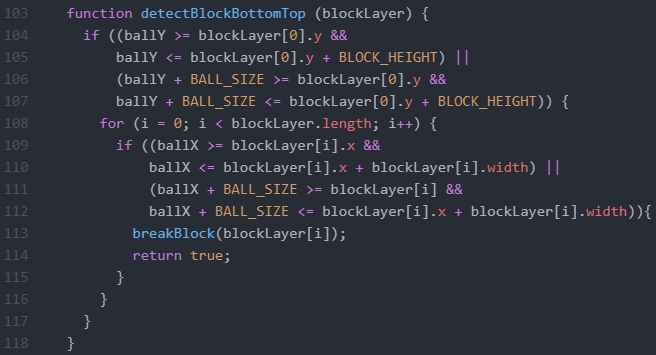 103 function detectBlockBottomTop (blockLayer) {
104 if ((ballY >= blockLayer[0].y &&
105 ballY <= blockLayer[0].y + BLOCK_HEIGHT) ||
106 (ballY + BALL_SIZE >= blockLayer[0].y &&
107 ballY + BALL_SIZE <= blockLayer[0].y + BLOCK_HEIGHT)) {
108 for (i = 0; i < blockLayer.length; i++) {
109 if ((ballX >= blockLayer[i].x &&
110 ballX <= blockLayer[i].x + blockLayer[i].width) ||
111 (ballX + BALL_SIZE >= blockLayer[i] &&
112 ballX + BALL_SIZE <= blockLayer[i].x + blockLayer[i].width)){
113 breakBlock(blockLayer[i]);
114 return true;
115 }
116 }
117 }
118 }